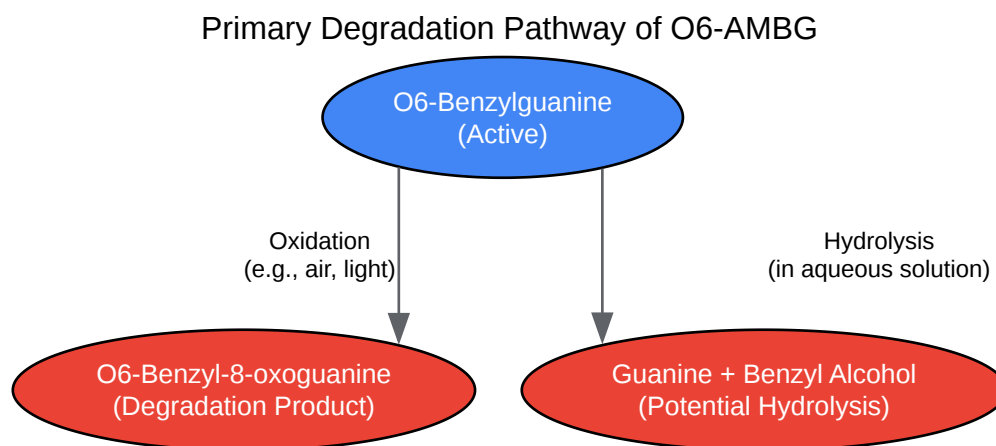 Primary Degradation Pathway of O6-AMBG
O6-Benzylguanine
(Active)
Oxidation
(e.g., air, light)
Hydrolysis
(in aqueous solution)
O6-Benzyl-8-oxoguanine
(Degradation Product)
Guanine + Benzyl Alcohol
(Potential Hydrolysis)